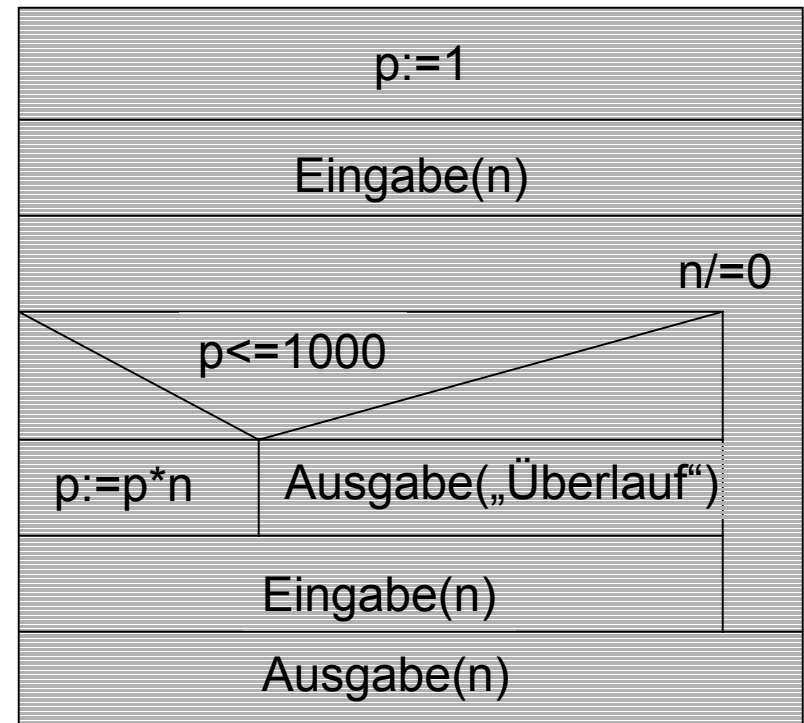 p:=1
Eingabe(n)
n/=0
p<=1000
p:=p*n
Ausgabe(„Überlauf“)
Eingabe(n)
Ausgabe(n)